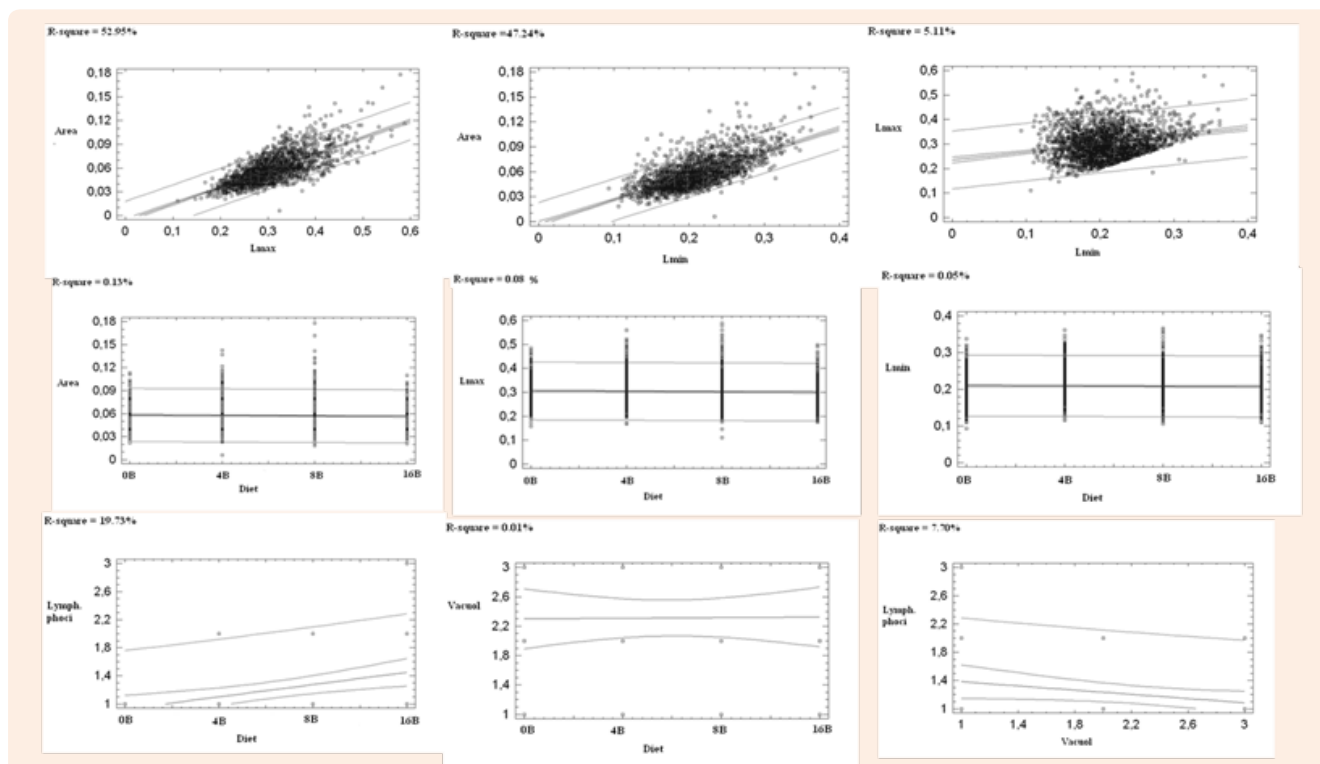 R-square = 52.95%
0,18
0,15
0,12
0,09
0,06
0,03
0
Area
0 0,1 0,2 0,3 0,4 0,5 0,6
Lmax
R-square =47.24%
0,18
0,15
0,12
0,09
0,06
0,03
0
Area
0 0,1 0,2 0,3 0,4
Lmin
R-square = 5.11%
0,6
0,5
0,4
0,3
0,2
0,1
0
Lmax
0 0,1 0,2 0,3 0,4
Lmin
R-square = 0.13%
0,18
0,15
0,12
0,09
0,06
0,03
0
Area
0B 4B 8B 16B
Diet
R-square = 0.08 %
0,6
0,5
0,4
0,3
0,2
0,1
0
Lmax
0B 4B 8B 16B
Diet
R-square = 0.05%
0,4
0,3
0,2
0,1
0
Lmin
0B 4B 8B 16B
Diet
R-square = 19.73%
3
2,6
2,2
1,8
1,4
1
Lymph.
phoci
0B 4B 8B 16B
Diet
R-square = 0.01%
3
2,6
2,2
1,8
1,4
1
Vacuol
0B 4B 8B 16B
Diet
R-square = 7.70%
3
2,6
2,2
1,8
1,4
1
Lymph.
phoci
1 1,4 1,8 2,2 2,6 3
Vacuol